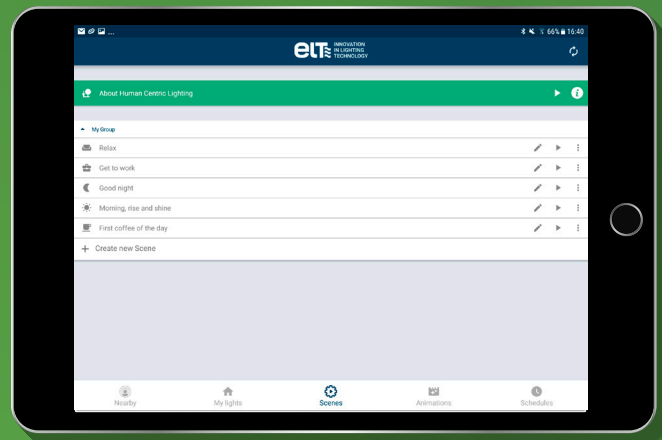 ... 66% 16:40
elt INNOVATION
IN LIGHTING
TECHNOLOGY
About Human Centric Lighting
My Group
Relax
Get to work
Good night
Morning, rise and shine
First coffee of the day
+ Create new Scene
Nearby My lights Scenes Animations Schedules